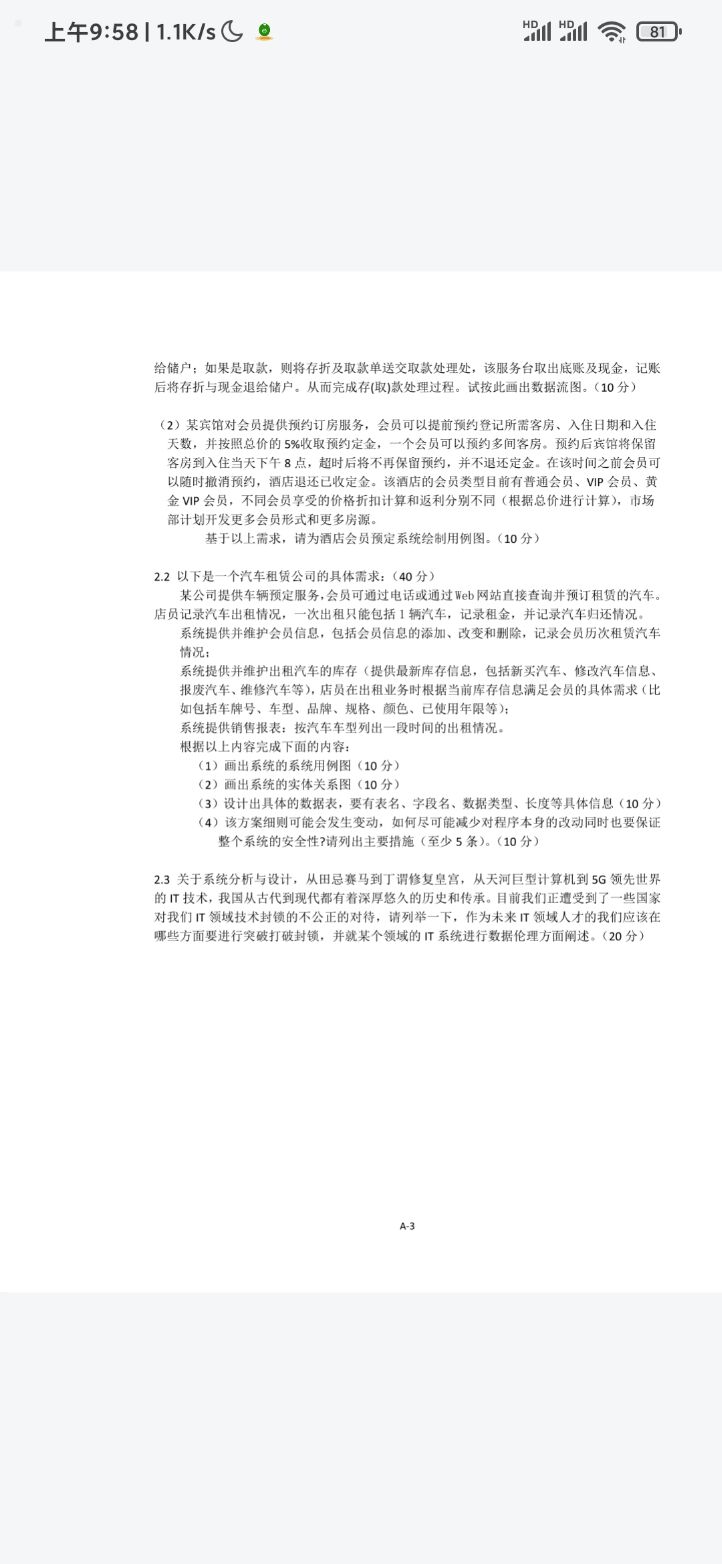 上午9:58 | 1.1K/s
HD HD 81
给储户；如果是取款，则将存折及取款单送交取款处理处，该服务台取出底账及现金，记账
后将存折与现金退给储户。从而完成存(取)款处理过程。试按此画出数据流图。（10 分）
（2）某宾馆对会员提供预约订房服务，会员可以提前预约登记所需客房、入住日期和入住
天数，并按照总价的 5%收取预约定金，一个会员可以预约多间客房。预约后宾馆将保留
客房到入住当天下午 8 点，超时后将不再保留预约，并不退还定金。在该时间之前会员可
以随时撤消预约，酒店退还已收定金。该酒店的会员类型目前有普通会员、VIP 会员、黄
金 VIP 会员，不同会员享受的价格折扣计算和返利分别不同（根据总价进行计算），市场
部计划开发更多会员形式和更多房源。
基于以上需求，请为酒店会员预定系统绘制用例图。（10 分）
2.2 以下是一个汽车租赁公司的具体需求：（40 分）
某公司提供车辆预定服务，会员可通过电话或通过Web网站直接查询并预订租赁的汽车。
店员记录汽车出租情况，一次出租只能包括 1 辆汽车，记录租金，并记录汽车归还情况。
系统提供并维护会员信息，包括会员信息的添加、改变和删除，记录会员历次租赁汽车
情况；
系统提供并维护出租汽车的库存（提供最新库存信息，包括新买汽车、修改汽车信息、
报废汽车、维修汽车等），店员在出租业务时根据当前库存信息满足会员的具体需求（比
如包括车牌号、车型、品牌、规格、颜色、已使用年限等）；
系统提供销售报表：按汽车车型列出一段时间的出租情况。
根据以上内容完成下面的内容：
（1）画出系统的系统用例图（10 分）
（2）画出系统的实体关系图（10 分）
（3）设计出具体的数据表，要有表名、字段名、数据类型、长度等具体信息（10 分）
（4）该方案细则可能会发生变动，如何尽可能减少对程序本身的改动同时也要保证
整个系统的安全性?请列出主要措施（至少 5 条）。（10 分）
2.3 关于系统分析与设计，从田忌赛马到丁谓修复皇宫，从天河巨型计算机到 5G 领先世界
的 IT 技术，我国从古代到现代都有着深厚悠久的历史和传承。目前我们正遭受到了一些国家
对我们 IT 领域技术封锁的不公正的对待，请列举一下，作为未来 IT 领域人才的我们应该在
哪些方面要进行突破打破封锁，并就某个领域的 IT 系统进行数据伦理方面阐述。（20 分）
A-3